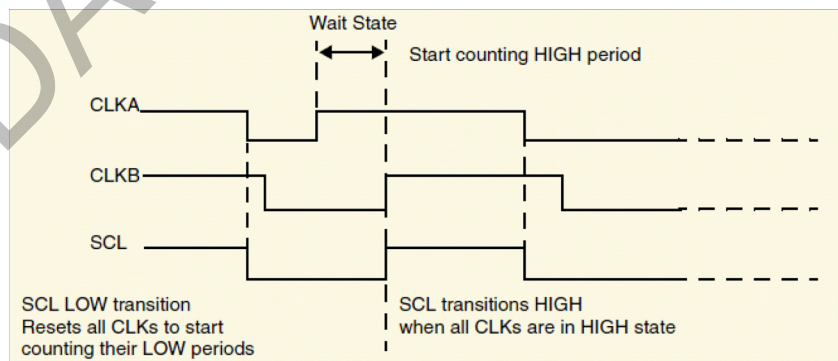 Wait State
Start counting HIGH period
CLKA
CLKB
SCL
SCL LOW transition
Resets all CLKs to start
counting their LOW periods
SCL transitions HIGH
when all CLKs are in HIGH state